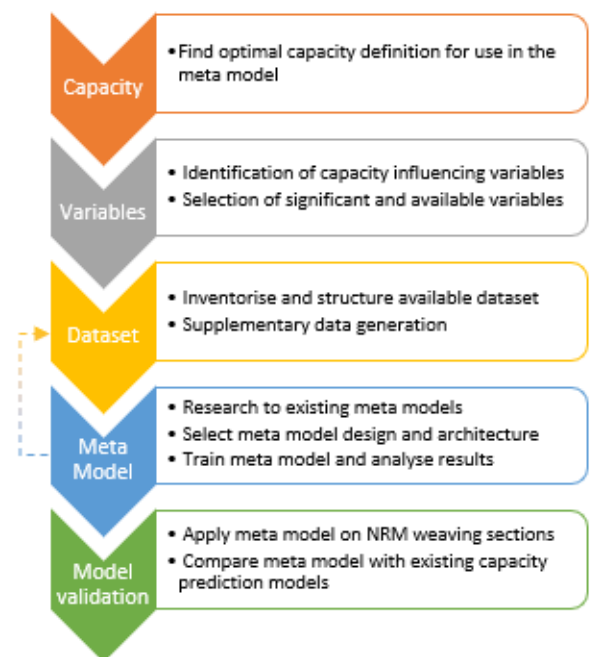 Capacity
•Find optimal capacity definition for use in the
meta model
Variables
• Identification of capacity influencing variables
• Selection of significant and available variables
Dataset
• Inventorise and structure available dataset
• Supplementary data generation
Meta
Model
• Research to existing meta models
• Select meta model design and architecture
• Train meta model and analyse results
Model
validation
• Apply meta model on NRM weaving sections
• Compare meta model with existing capacity
prediction models